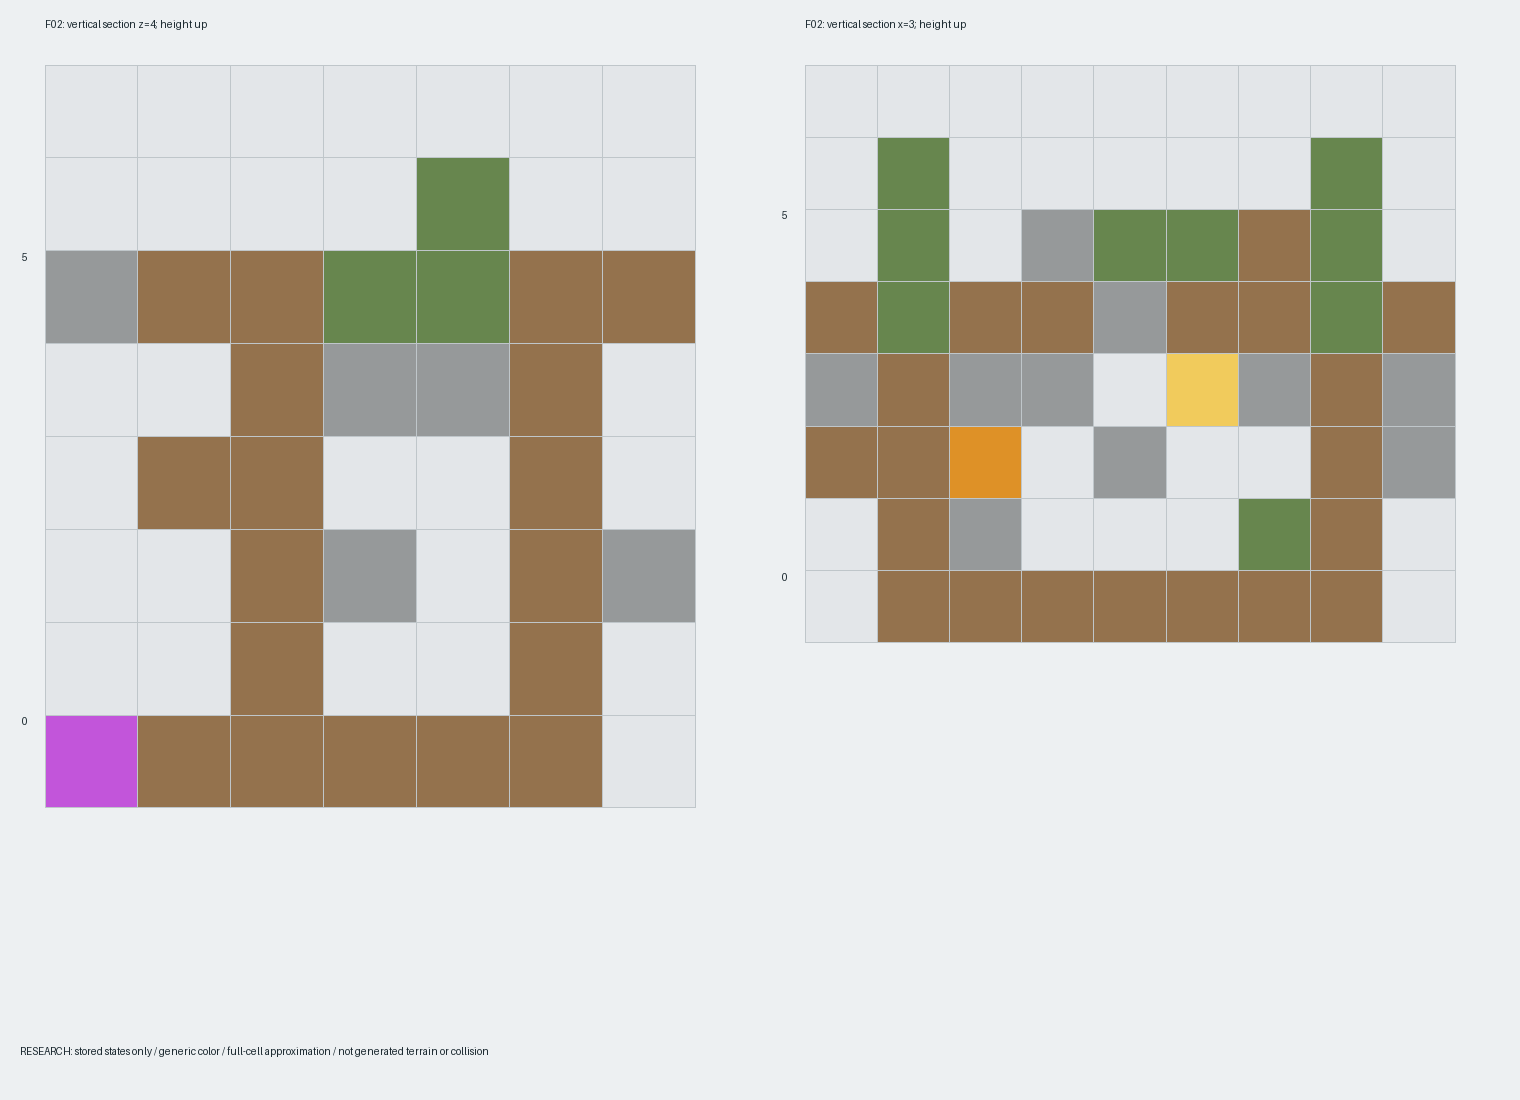 F02: vertical section z=4; height up
F02: vertical section x=3; height up
5
5
0
0
RESEARCH: stored states only / generic color / full-cell approximation / not generated terrain or collision